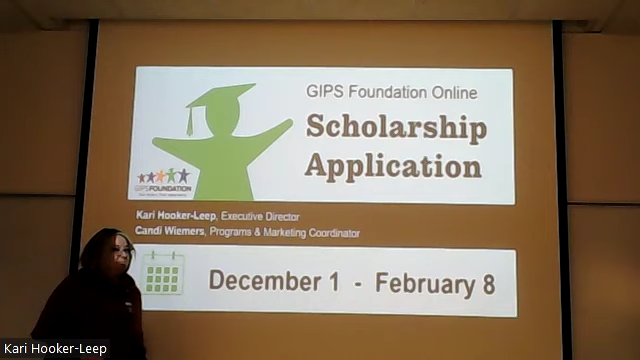 GIPS Foundation Online
Scholarship
Application
GIPSFOUNDATION
Kari Hooker-Leep, Executive Director
Candi Wiemers, Programs & Marketing Coordinator
December 1 - February 8
Kari Hooker-Leep